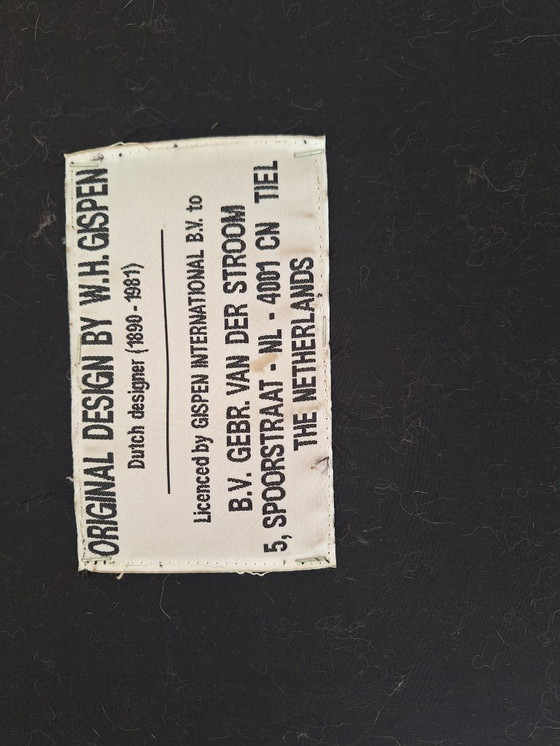 ORIGINAL DESIGN BY W.H. GISPEN
Dutch designer (1890 - 1981)
Licenced by GISPEN INTERNATIONAL B.V. to
B.V. GEBR. VAN DER STROOM
5, SPOORSTRAAT - NL - 4001 CN TIEL
THE NETHERLANDS